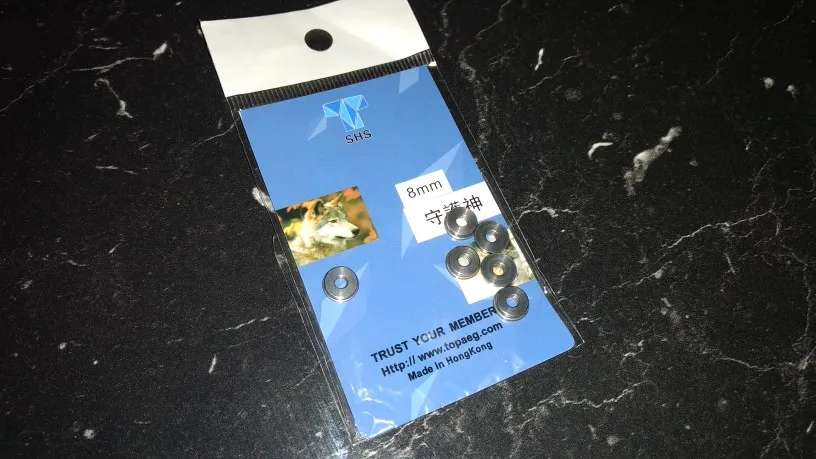 SHS
8mm
守護神
TRUST YOUR MEMBER
Http:// www.topaeg.com
Made in HongKong